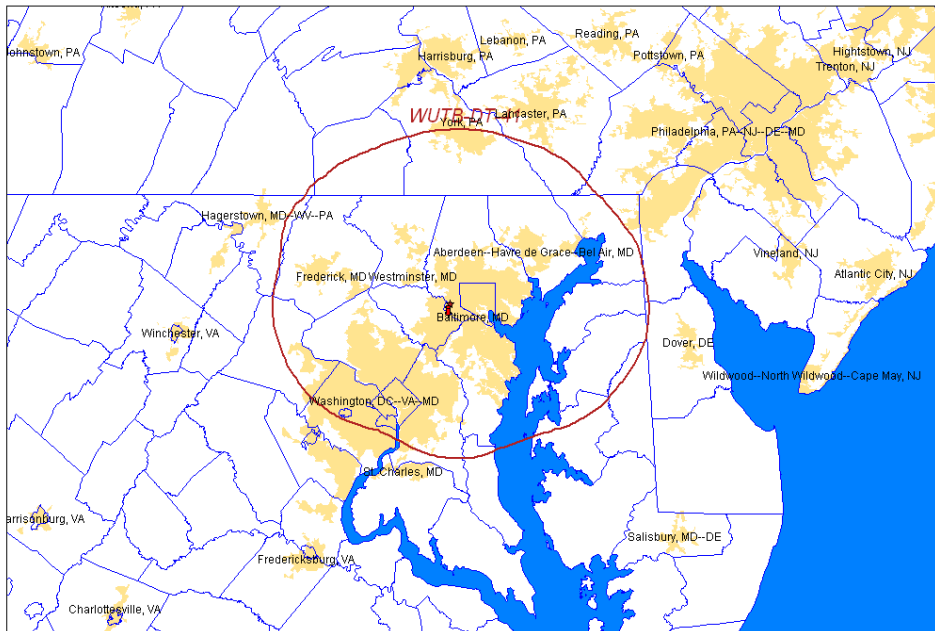 Johnstown, PA
Lebanon, PA
Reading, PA
Harrisburg, PA
Pottstown, PA
Hightstown, NJ
Trenton, NJ
WUTB-DT 41
Lancaster, PA
York, PA
Philadelphia, PA--NJ--DE--MD
Hagerstown, MD--WV--PA
Aberdeen--Havre de Grace--Bel Air, MD
Vineland, NJ
Frederick, MD
Westminster, MD
Atlantic City, NJ
Baltimore, MD
Winchester, VA
Dover, DE
Wildwood--North Wildwood--Cape May, NJ
Washington, DC--VA--MD
St. Charles, MD
Harrisonburg, VA
Salisbury, MD--DE
Fredericksburg, VA
Charlottesville, VA